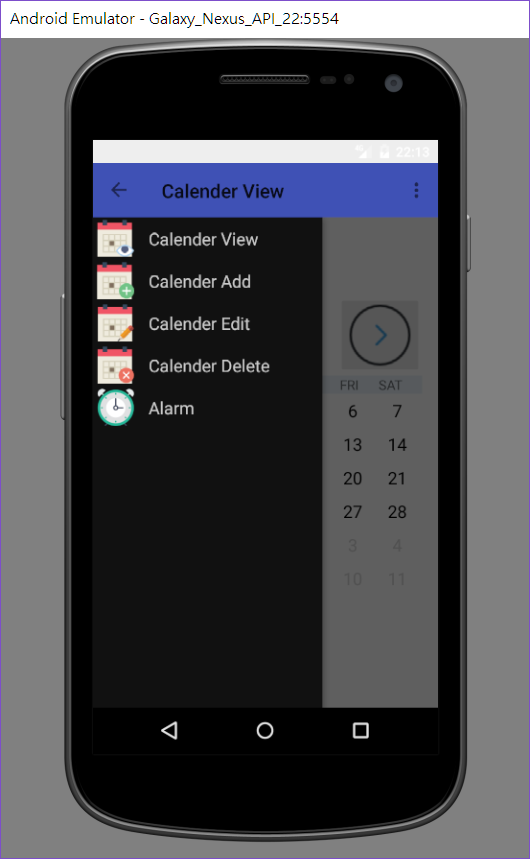 Android Emulator - Galaxy_Nexus_API_22:5554
22:13
Calender View
Calender View
Calender Add
Calender Edit
Calender Delete
Alarm
FRI SAT
6 7
13 14
20 21
27 28
3 4
10 11